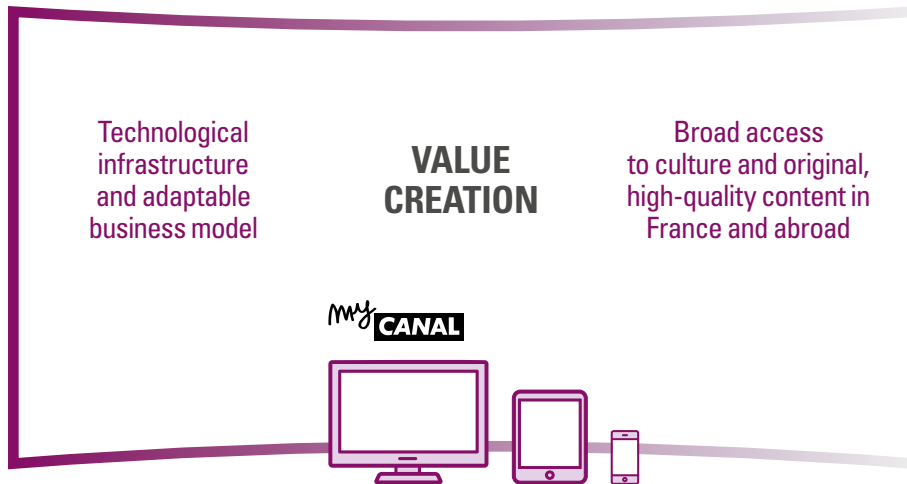 Technological
infrastructure
and adaptable
business model
VALUE
CREATION
Broad access
to culture and original,
high-quality content in
France and abroad
my CANAL